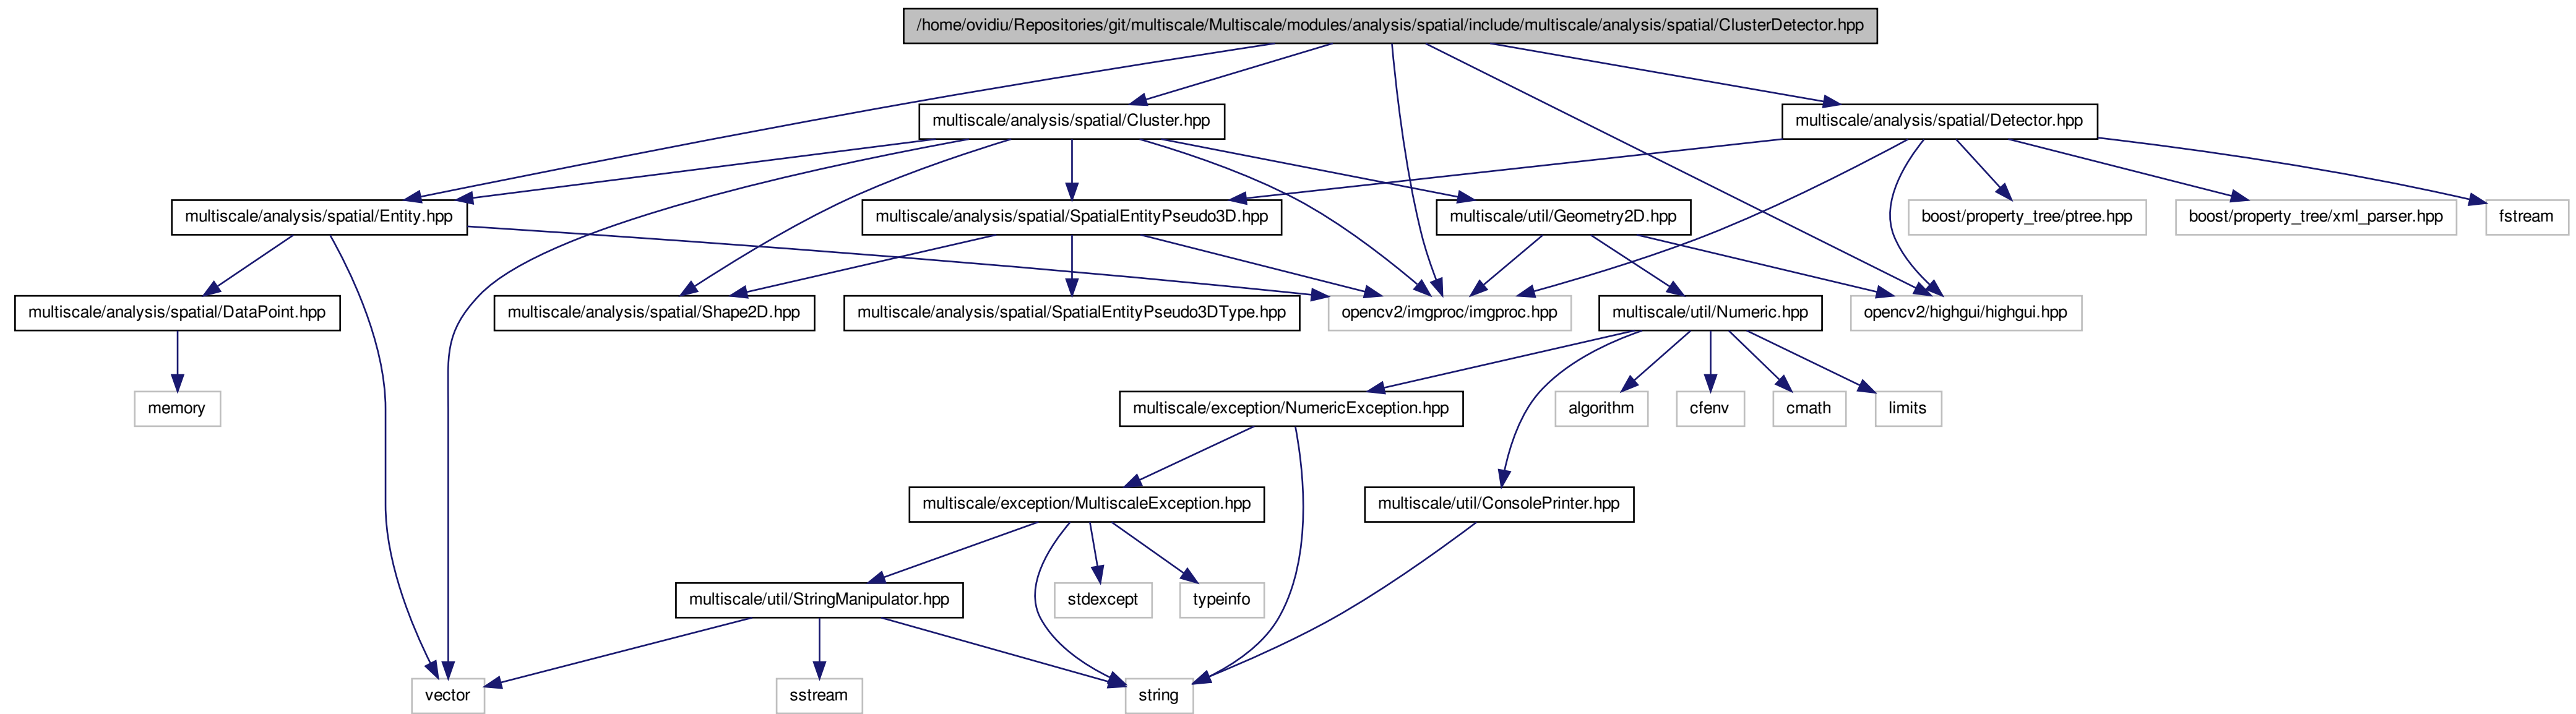 /home/ovidiu/Repositories/git/multiscale/Multiscale/modules/analysis/spatial/include/multiscale/analysis/spatial/ClusterDetector.hpp
multiscale/analysis/spatial/Cluster.hpp
multiscale/analysis/spatial/Detector.hpp
multiscale/analysis/spatial/Entity.hpp
multiscale/analysis/spatial/SpatialEntityPseudo3D.hpp
multiscale/util/Geometry2D.hpp
boost/property_tree/ptree.hpp
boost/property_tree/xml_parser.hpp
fstream
multiscale/analysis/spatial/DataPoint.hpp
multiscale/analysis/spatial/Shape2D.hpp
multiscale/analysis/spatial/SpatialEntityPseudo3DType.hpp
opencv2/imgproc/imgproc.hpp
multiscale/util/Numeric.hpp
opencv2/highgui/highgui.hpp
memory
multiscale/exception/NumericException.hpp
algorithm
cfenv
cmath
limits
multiscale/exception/MultiscaleException.hpp
multiscale/util/ConsolePrinter.hpp
multiscale/util/StringManipulator.hpp
stdexcept
typeinfo
vector
sstream
string